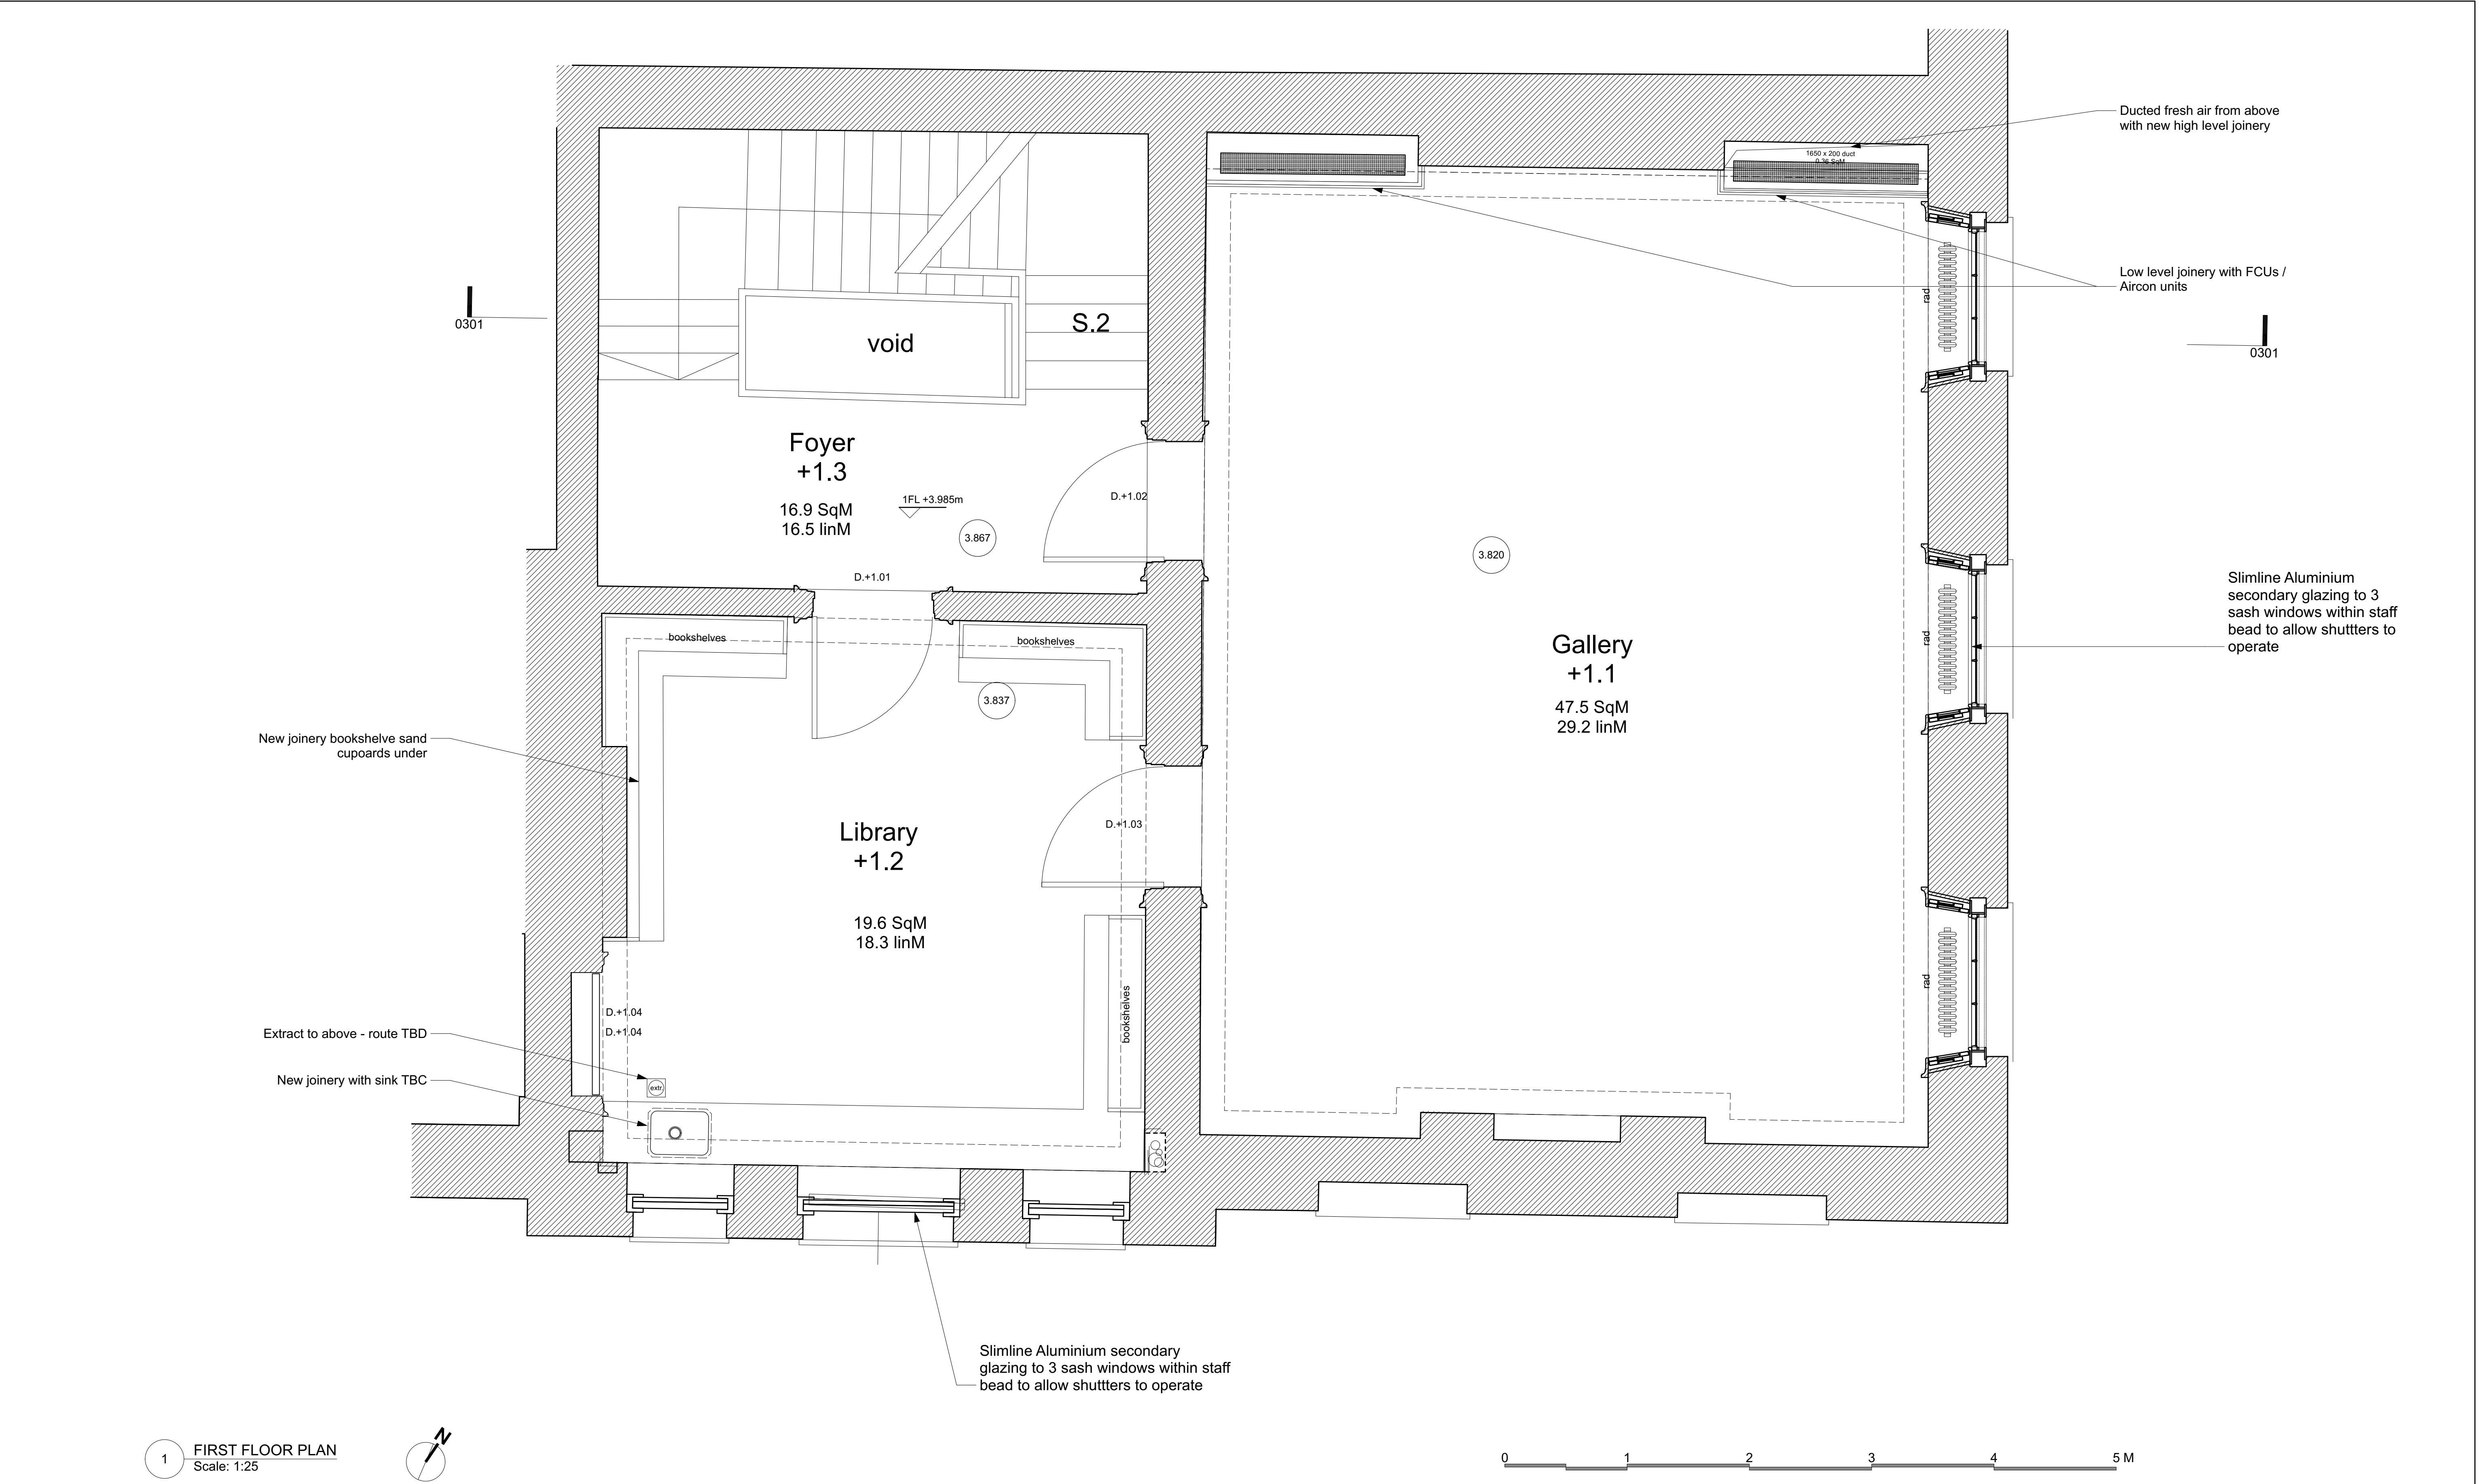 Ducted fresh air from above
with new high level joinery
1650 x 200 duct
0.36 SqM
Low level joinery with FCUs /
Aircon units
rad
0301
S.2
void
0301
Foyer
+1.3
16.9 SqM
16.5 linM
1FL +3.985m
3.867
D.+1.02
3.820
D.+1.01
Slimline Aluminium
secondary glazing to 3
sash windows within staff
bead to allow shuttters to
operate
rad
bookshelves
bookshelves
3.837
Gallery
+1.1
47.5 SqM
29.2 linM
New joinery bookshelve sand
cupoards under
Library
+1.2
D.+1.03
19.6 SqM
18.3 linM
rad
bookshelves
D.+1.04
D.+1.04
Extract to above - route TBD
extr.
New joinery with sink TBC
Slimline Aluminium secondary
glazing to 3 sash windows within staff
bead to allow shuttters to operate
1
FIRST FLOOR PLAN
Scale: 1:25
N
0 1 2 3 4 5 M